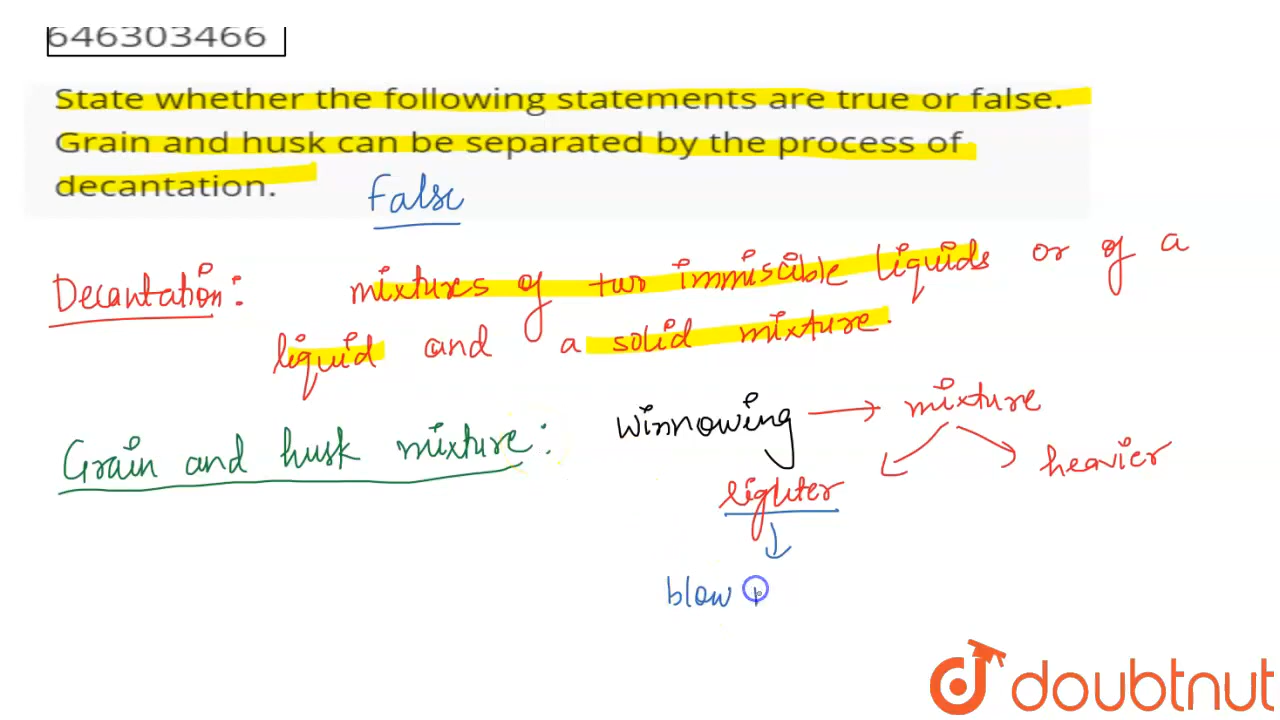 646303466
State whether the following statements are true or false.
Grain and husk can be separated by the process of
decantation.
False
Decantation: mixtures of two immiscible liquids or of a
liquid and a solid mixture.
Grain and husk mixture: winnowing → mixture
lighter heavier
blow
doubtnut